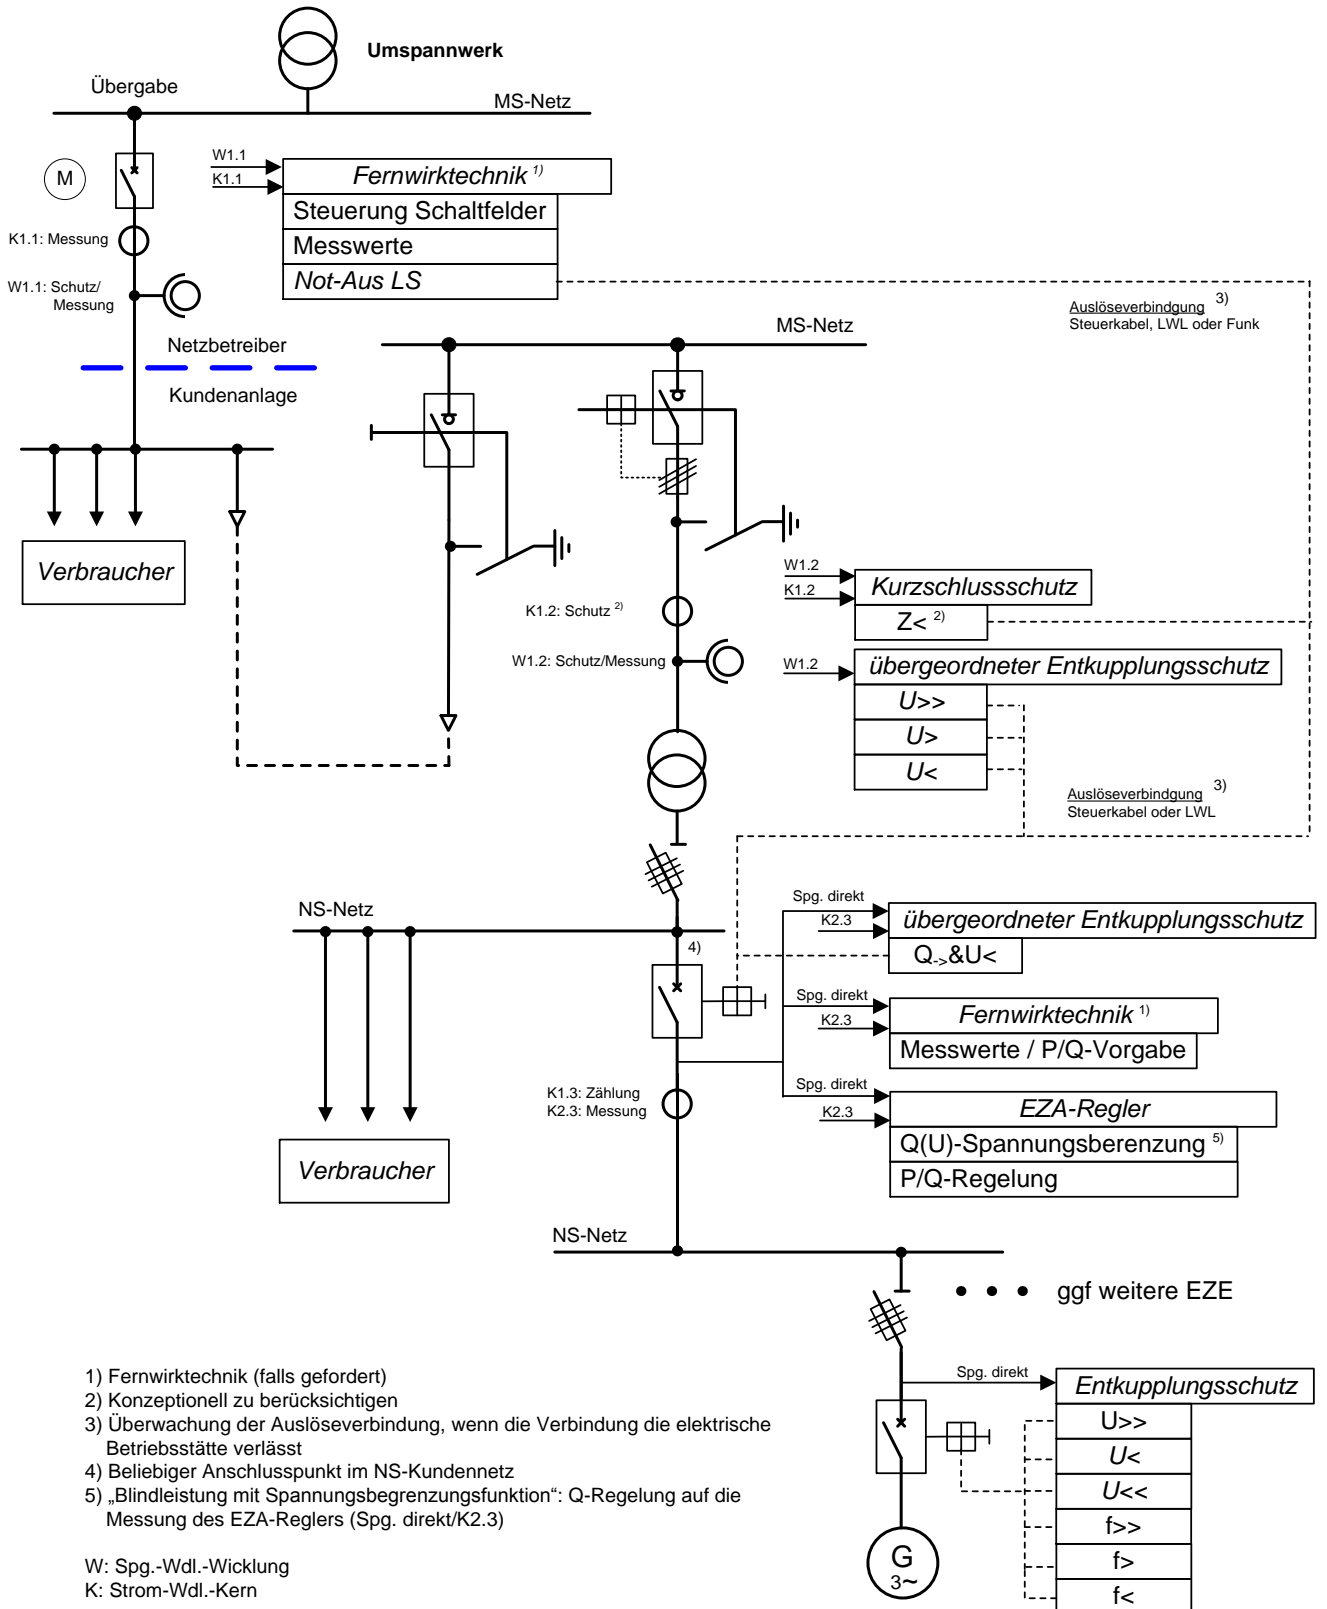 Umspannwerk
Übergabe
MS-Netz
M
W1.1
K1.1
Fernwirktechnik 1)
Steuerung Schaltfelder
Messwerte
Not-Aus LS
K1.1: Messung
W1.1: Schutz/
Messung
Netzbetreiber
Kundenanlage
MS-Netz
Auslöseverbindgung 3)
Steuerkabel, LWL oder Funk
Verbraucher
K1.2: Schutz 2)
W1.2: Schutz/Messung
W1.2
K1.2
Kurzschlussschutz
Z< 2)
W1.2
übergeordneter Entkupplungsschutz
U>>
U>
U<
Auslöseverbindgung 3)
Steuerkabel oder LWL
NS-Netz
4)
Spg. direkt
K2.3
übergeordneter Entkupplungsschutz
Q->&U<
Spg. direkt
K2.3
Fernwirktechnik 1)
Messwerte / P/Q-Vorgabe
K1.3: Zählung
K2.3: Messung
Spg. direkt
K2.3
EZA-Regler
Q(U)-Spannungsberenzung 5)
P/Q-Regelung
Verbraucher
NS-Netz
ggf weitere EZE
Spg. direkt
Entkupplungsschutz
U>>
U<
U<<
f>>
f>
f<
G
3~
1) Fernwirktechnik (falls gefordert)
2) Konzeptionell zu berücksichtigen
3) Überwachung der Auslöseverbindung, wenn die Verbindung die elektrische
Betriebsstätte verlässt
4) Beliebiger Anschlusspunkt im NS-Kundennetz
5) „Blindleistung mit Spannungsbegrenzungsfunktion“: Q-Regelung auf die
Messung des EZA-Reglers (Spg. direkt/K2.3)
W: Spg.-Wdl.-Wicklung
K: Strom-Wdl.-Kern